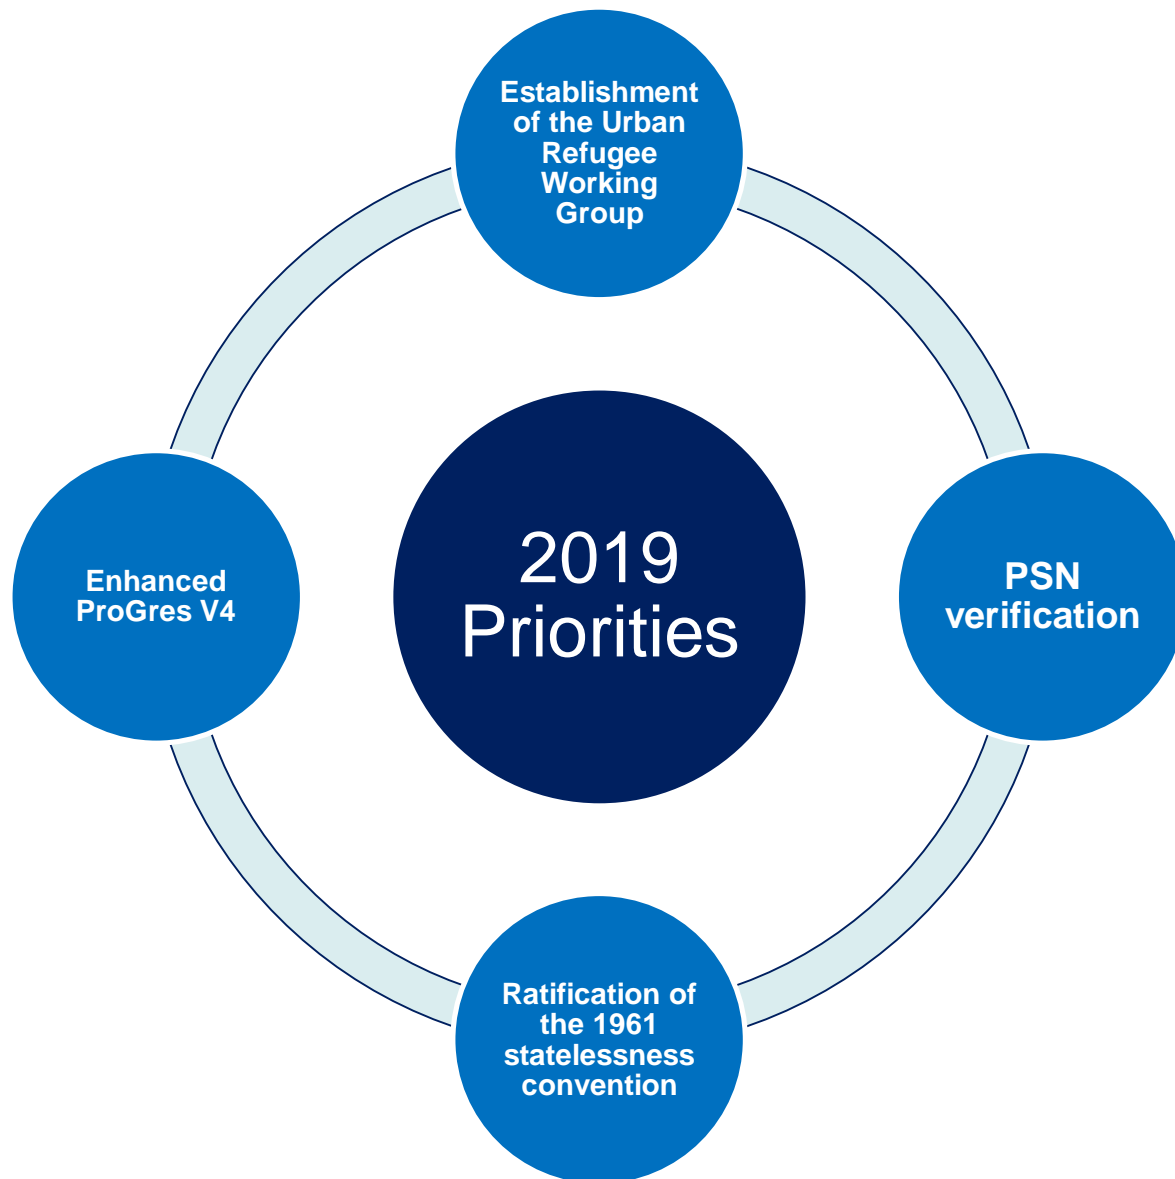 Establishment
of the Urban
Refugee
Working
Group
Enhanced
ProGres V4
2019
Priorities
PSN
verification
Ratification of
the 1961
statelessness
convention